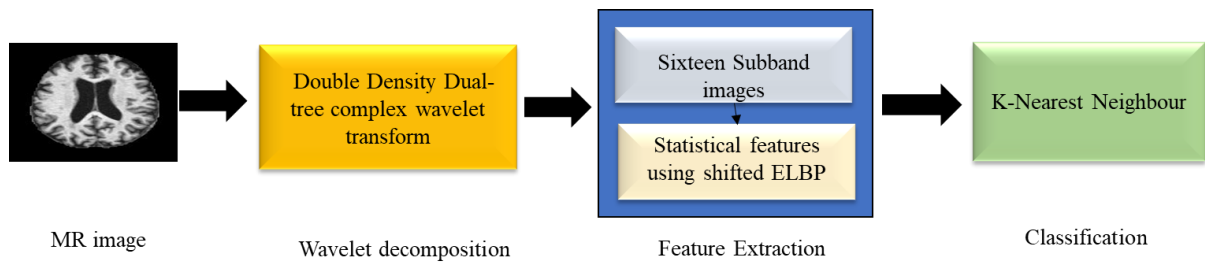 Double Density Dual-
tree complex wavelet
transform
Sixteen Subband
images
Statistical features
using shifted ELBP
K-Nearest Neighbour
MR image
Wavelet decomposition
Feature Extraction
Classification